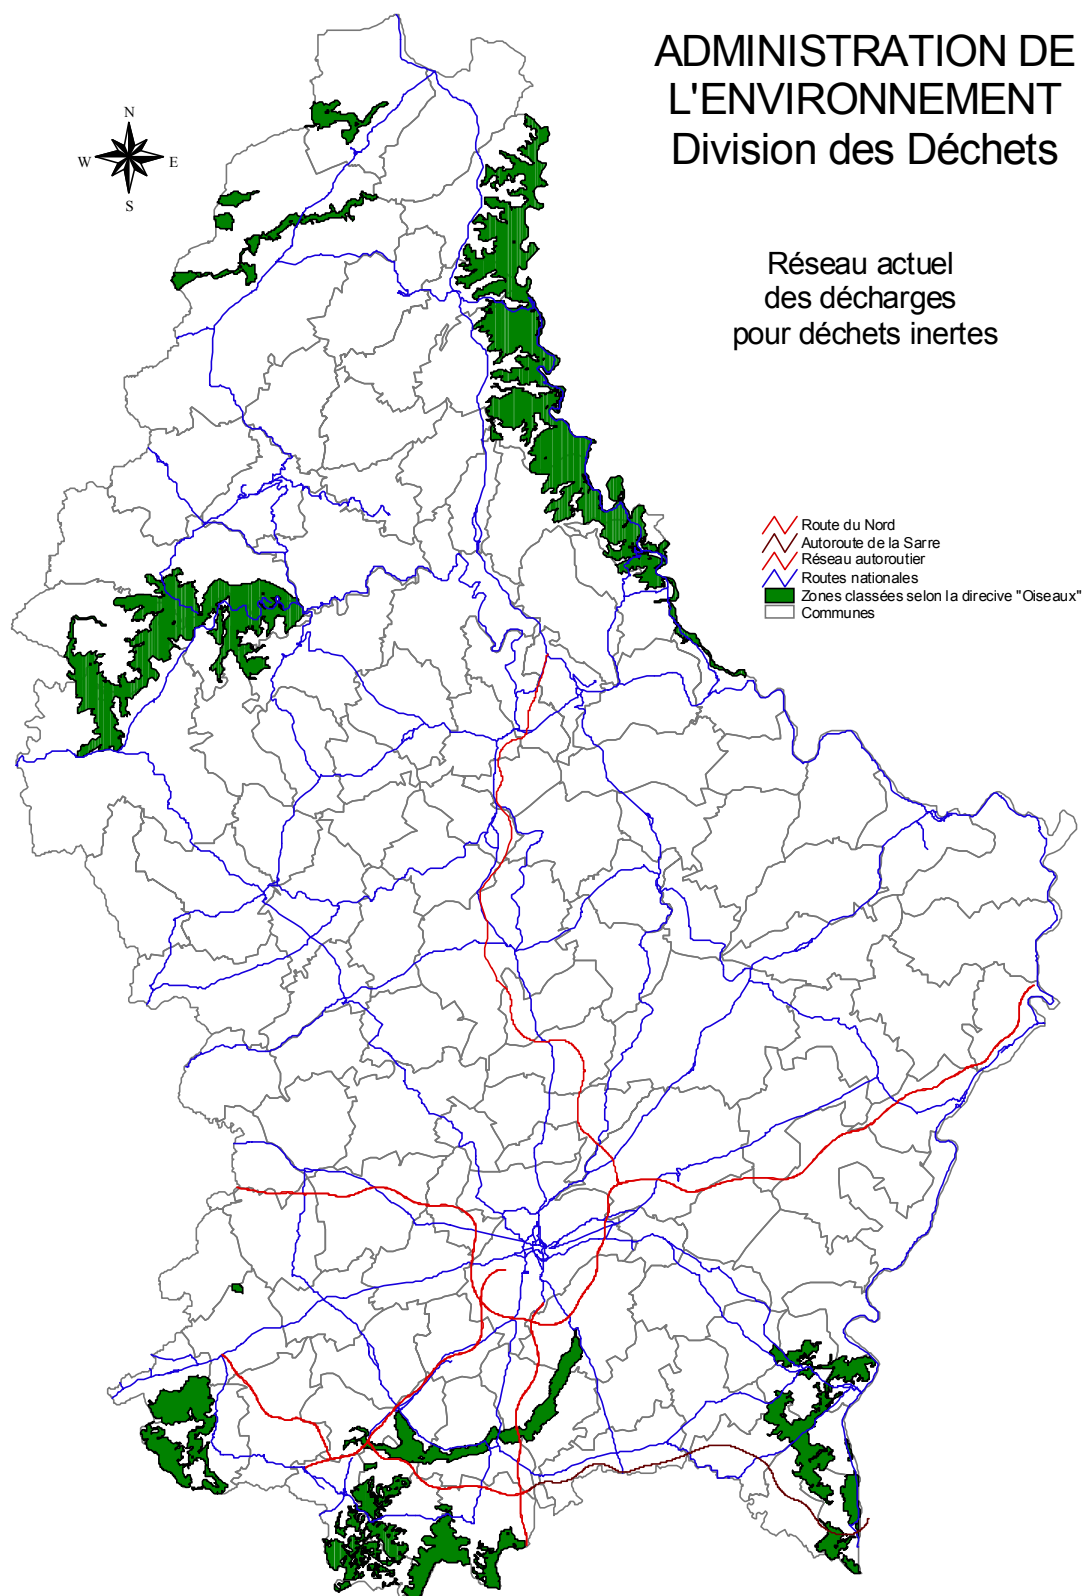 ADMINISTRATION DE
L'ENVIRONNEMENT
Division des Déchets
N
W E
S
Réseau actuel
des décharges
pour déchets inertes
Route du Nord
Autoroute de la Sarre
Réseau autoroutier
Routes nationales
Zones classées selon la direcive "Oiseaux"
Communes